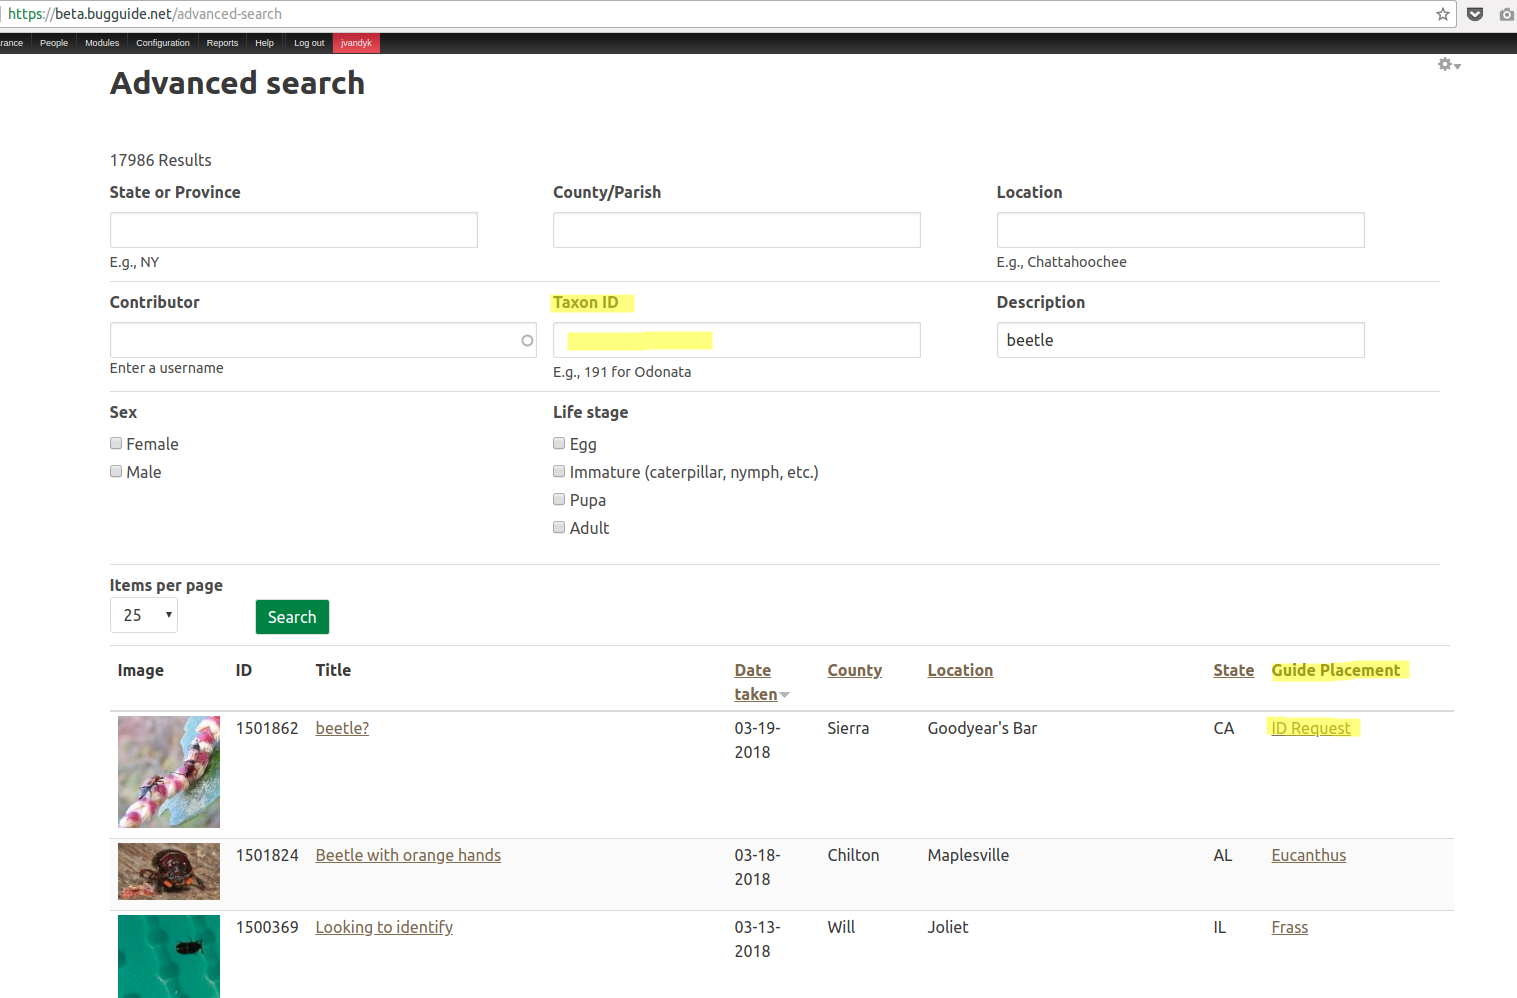 https://beta.bugguide.net/advanced-search
rance People Modules Configuration Reports Help Log out jvandyk
Advanced search
17986 Results
State or Province County/Parish Location
E.g., NY E.g., Chattahoochee
Contributor Taxon ID Description
beetle
Enter a username E.g., 191 for Odonata
Sex Life stage
Female Egg
Male Immature (caterpillar, nymph, etc.)
Pupa
Adult
Items per page
25 Search
Image ID Title Date taken County Location State Guide Placement
1501862 beetle? 03-19-2018 Sierra Goodyear's Bar CA ID Request
1501824 Beetle with orange hands 03-18-2018 Chilton Maplesville AL Eucanthus
1500369 Looking to identify 03-13-2018 Will Joliet IL Frass